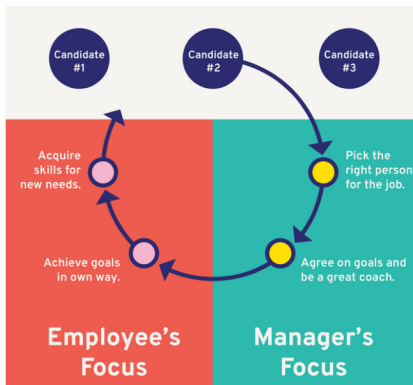 Candidate
#1
Candidate
#2
Candidate
#3
Acquire
skills for
new needs.
Pick the
right person
for the job.
Achieve goals
in own way.
Agree on goals and
be a great coach.
Employee's
Focus
Manager's
Focus